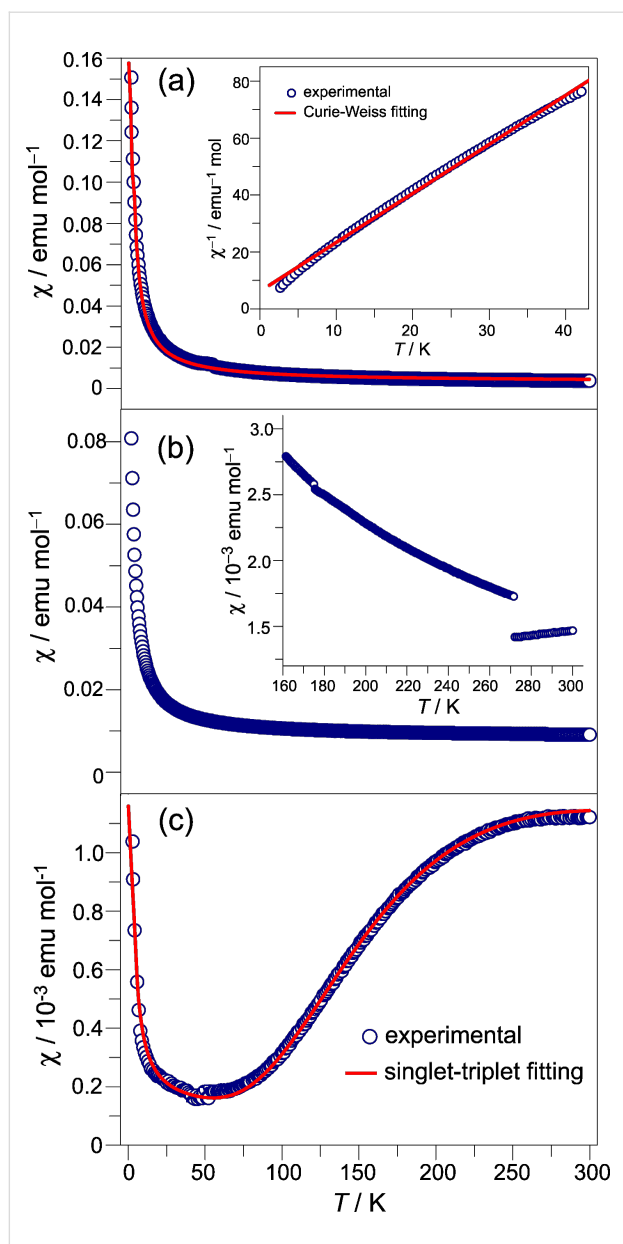 (a)
χ / emu mol⁻¹
0.16
0.14
0.12
0.10
0.08
0.06
0.04
0.02
0
experimental
Curie-Weiss fitting
χ⁻¹ / emu⁻¹ mol
80
60
40
20
0
0 10 20 30 40
T / K
(b)
χ / emu mol⁻¹
0.08
0.06
0.04
0.02
0
χ / 10⁻³ emu mol⁻¹
3.0
2.5
2.0
1.5
160 180 200 220 240 260 280 300
T / K
(c)
χ / 10⁻³ emu mol⁻¹
1.0
0.8
0.6
0.4
0.2
0
experimental
singlet-triplet fitting
0 50 100 150 200 250 300
T / K